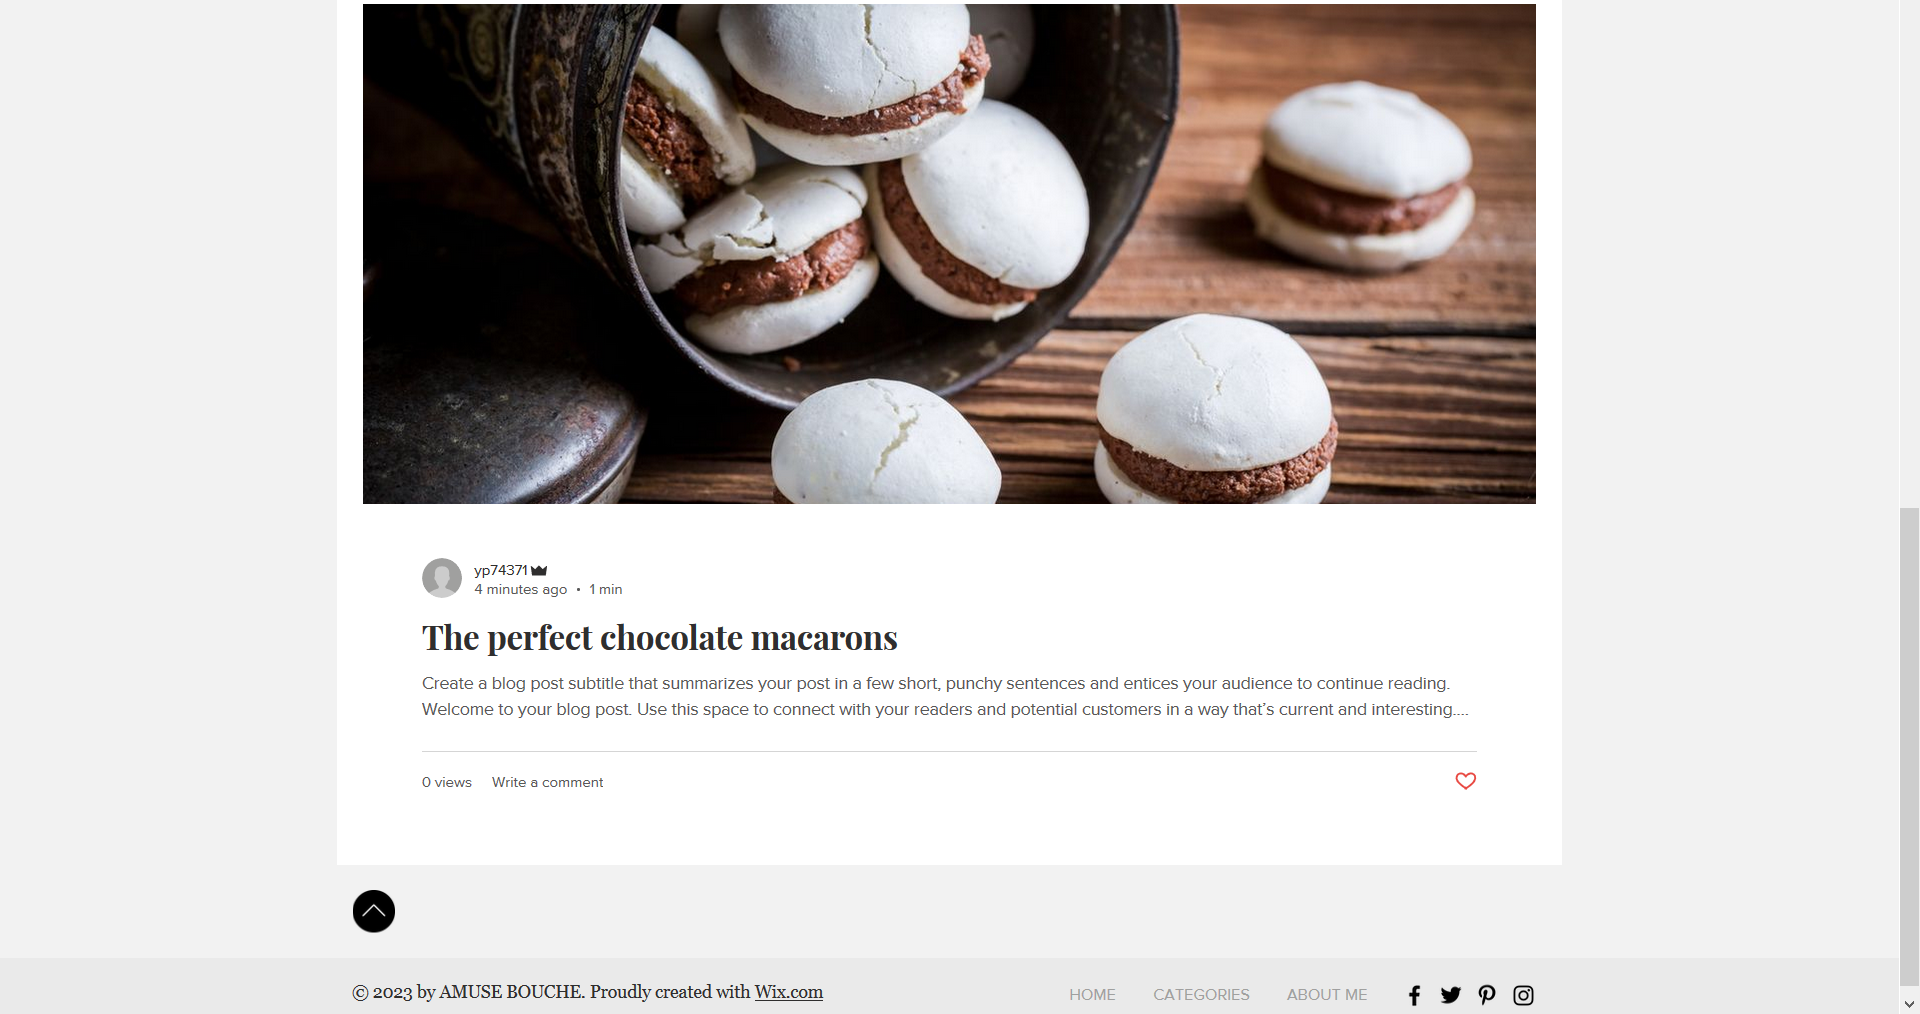 yp74371
4 minutes ago • 1 min
The perfect chocolate macarons
Create a blog post subtitle that summarizes your post in a few short, punchy sentences and entices your audience to continue reading.
Welcome to your blog post. Use this space to connect with your readers and potential customers in a way that’s current and interesting....
0 views Write a comment
© 2023 by AMUSE BOUCHE. Proudly created with Wix.com
HOME CATEGORIES ABOUT ME